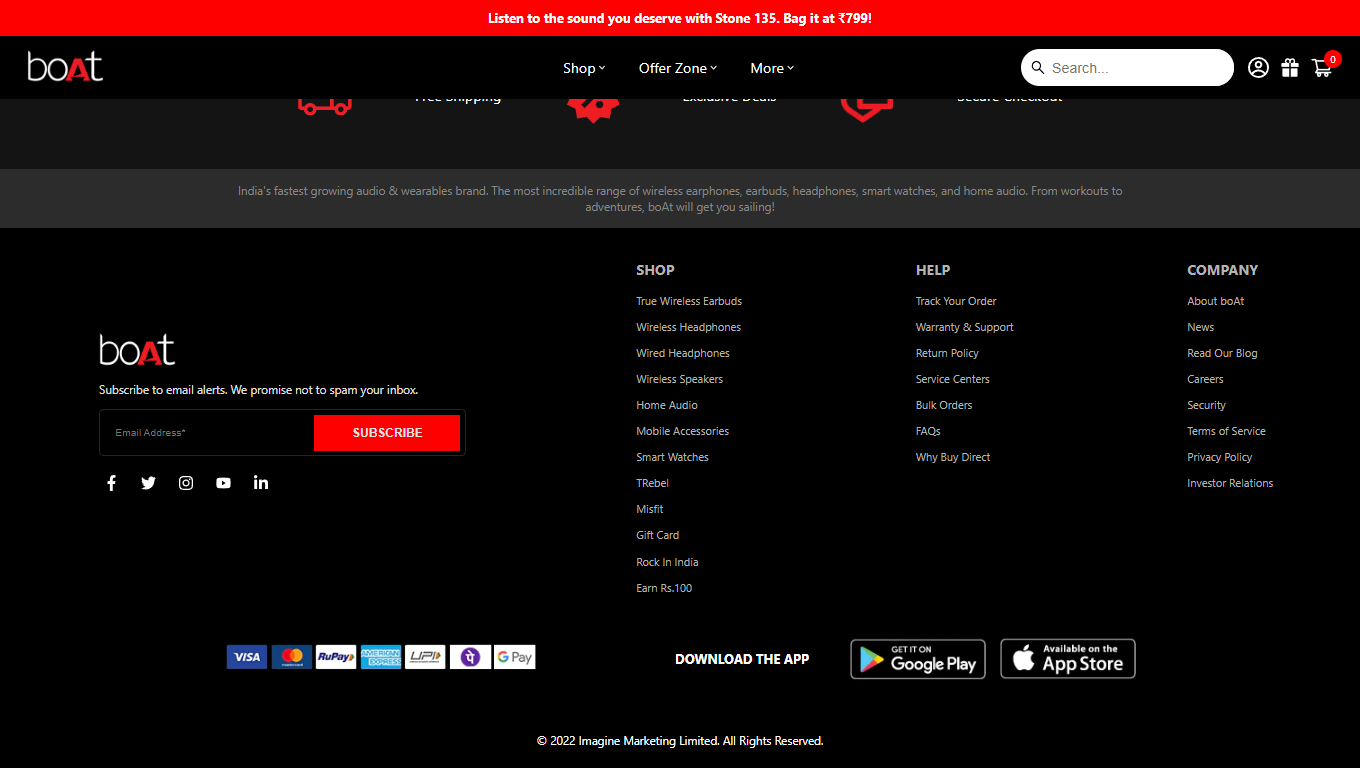 Listen to the sound you deserve with Stone 135. Bag it at ₹799!
boAt
Shop
Offer Zone
More
Search...
0
Free Shipping
Exclusive Deals
Secure Checkout
India's fastest growing audio & wearables brand. The most incredible range of wireless earphones, earbuds, headphones, smart watches, and home audio. From workouts to
adventures, boAt will get you sailing!
boAt
Subscribe to email alerts. We promise not to spam your inbox.
Email Address*
SUBSCRIBE
SHOP
True Wireless Earbuds
Wireless Headphones
Wired Headphones
Wireless Speakers
Home Audio
Mobile Accessories
Smart Watches
TRebel
Misfit
Gift Card
Rock In India
Earn Rs.100
HELP
Track Your Order
Warranty & Support
Return Policy
Service Centers
Bulk Orders
FAQs
Why Buy Direct
COMPANY
About boAt
News
Read Our Blog
Careers
Security
Terms of Service
Privacy Policy
Investor Relations
VISA
mastercard
RuPay
AMERICAN
EXPRESS
UPI
G Pay
DOWNLOAD THE APP
GET IT ON
Google Play
Available on the
App Store
© 2022 Imagine Marketing Limited. All Rights Reserved.